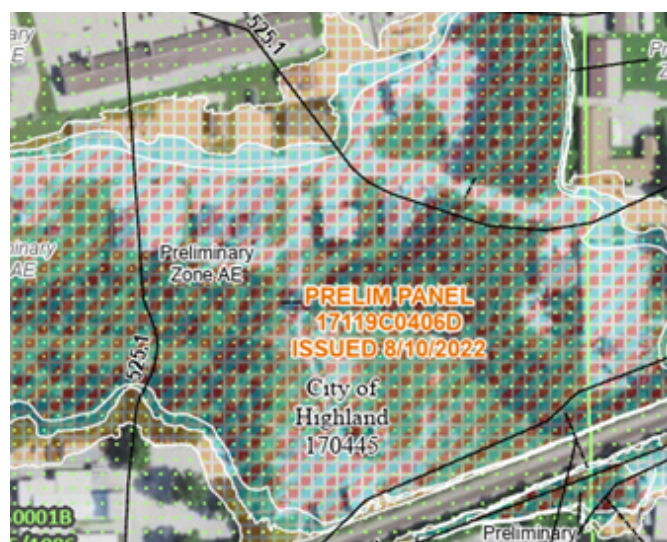 525.1
Preliminary
Zone AE
525.1
PRELIM PANEL
17119C0406D
ISSUED 8/10/2022
City of
Highland
170445
0001B
Preliminary